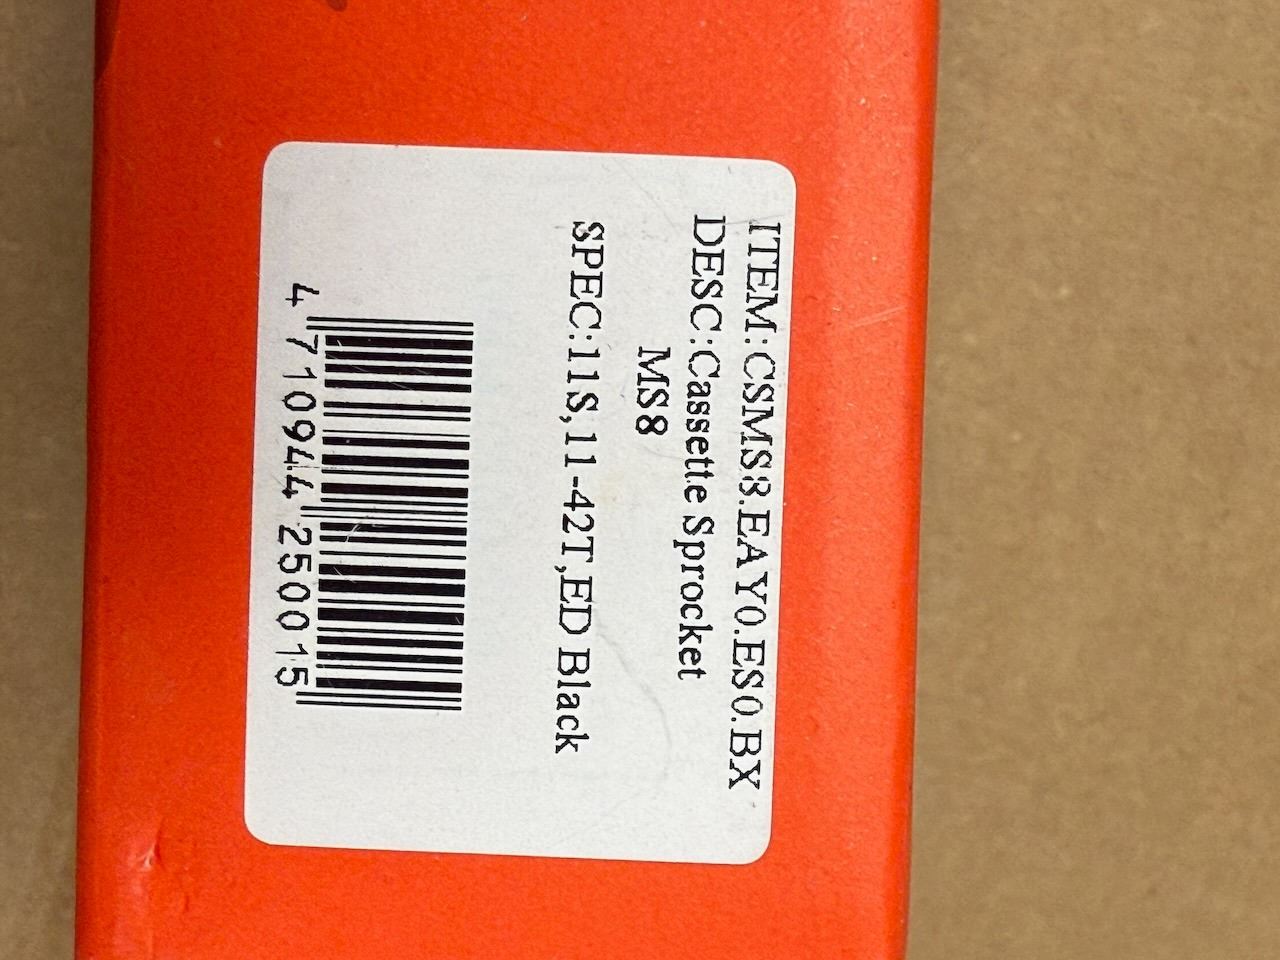 ITEM:CSMS8.EAY0.ES0.BX
DESC:Cassette Sprocket
MS8
SPEC:11S,11-42T,ED Black
4 710944 250015